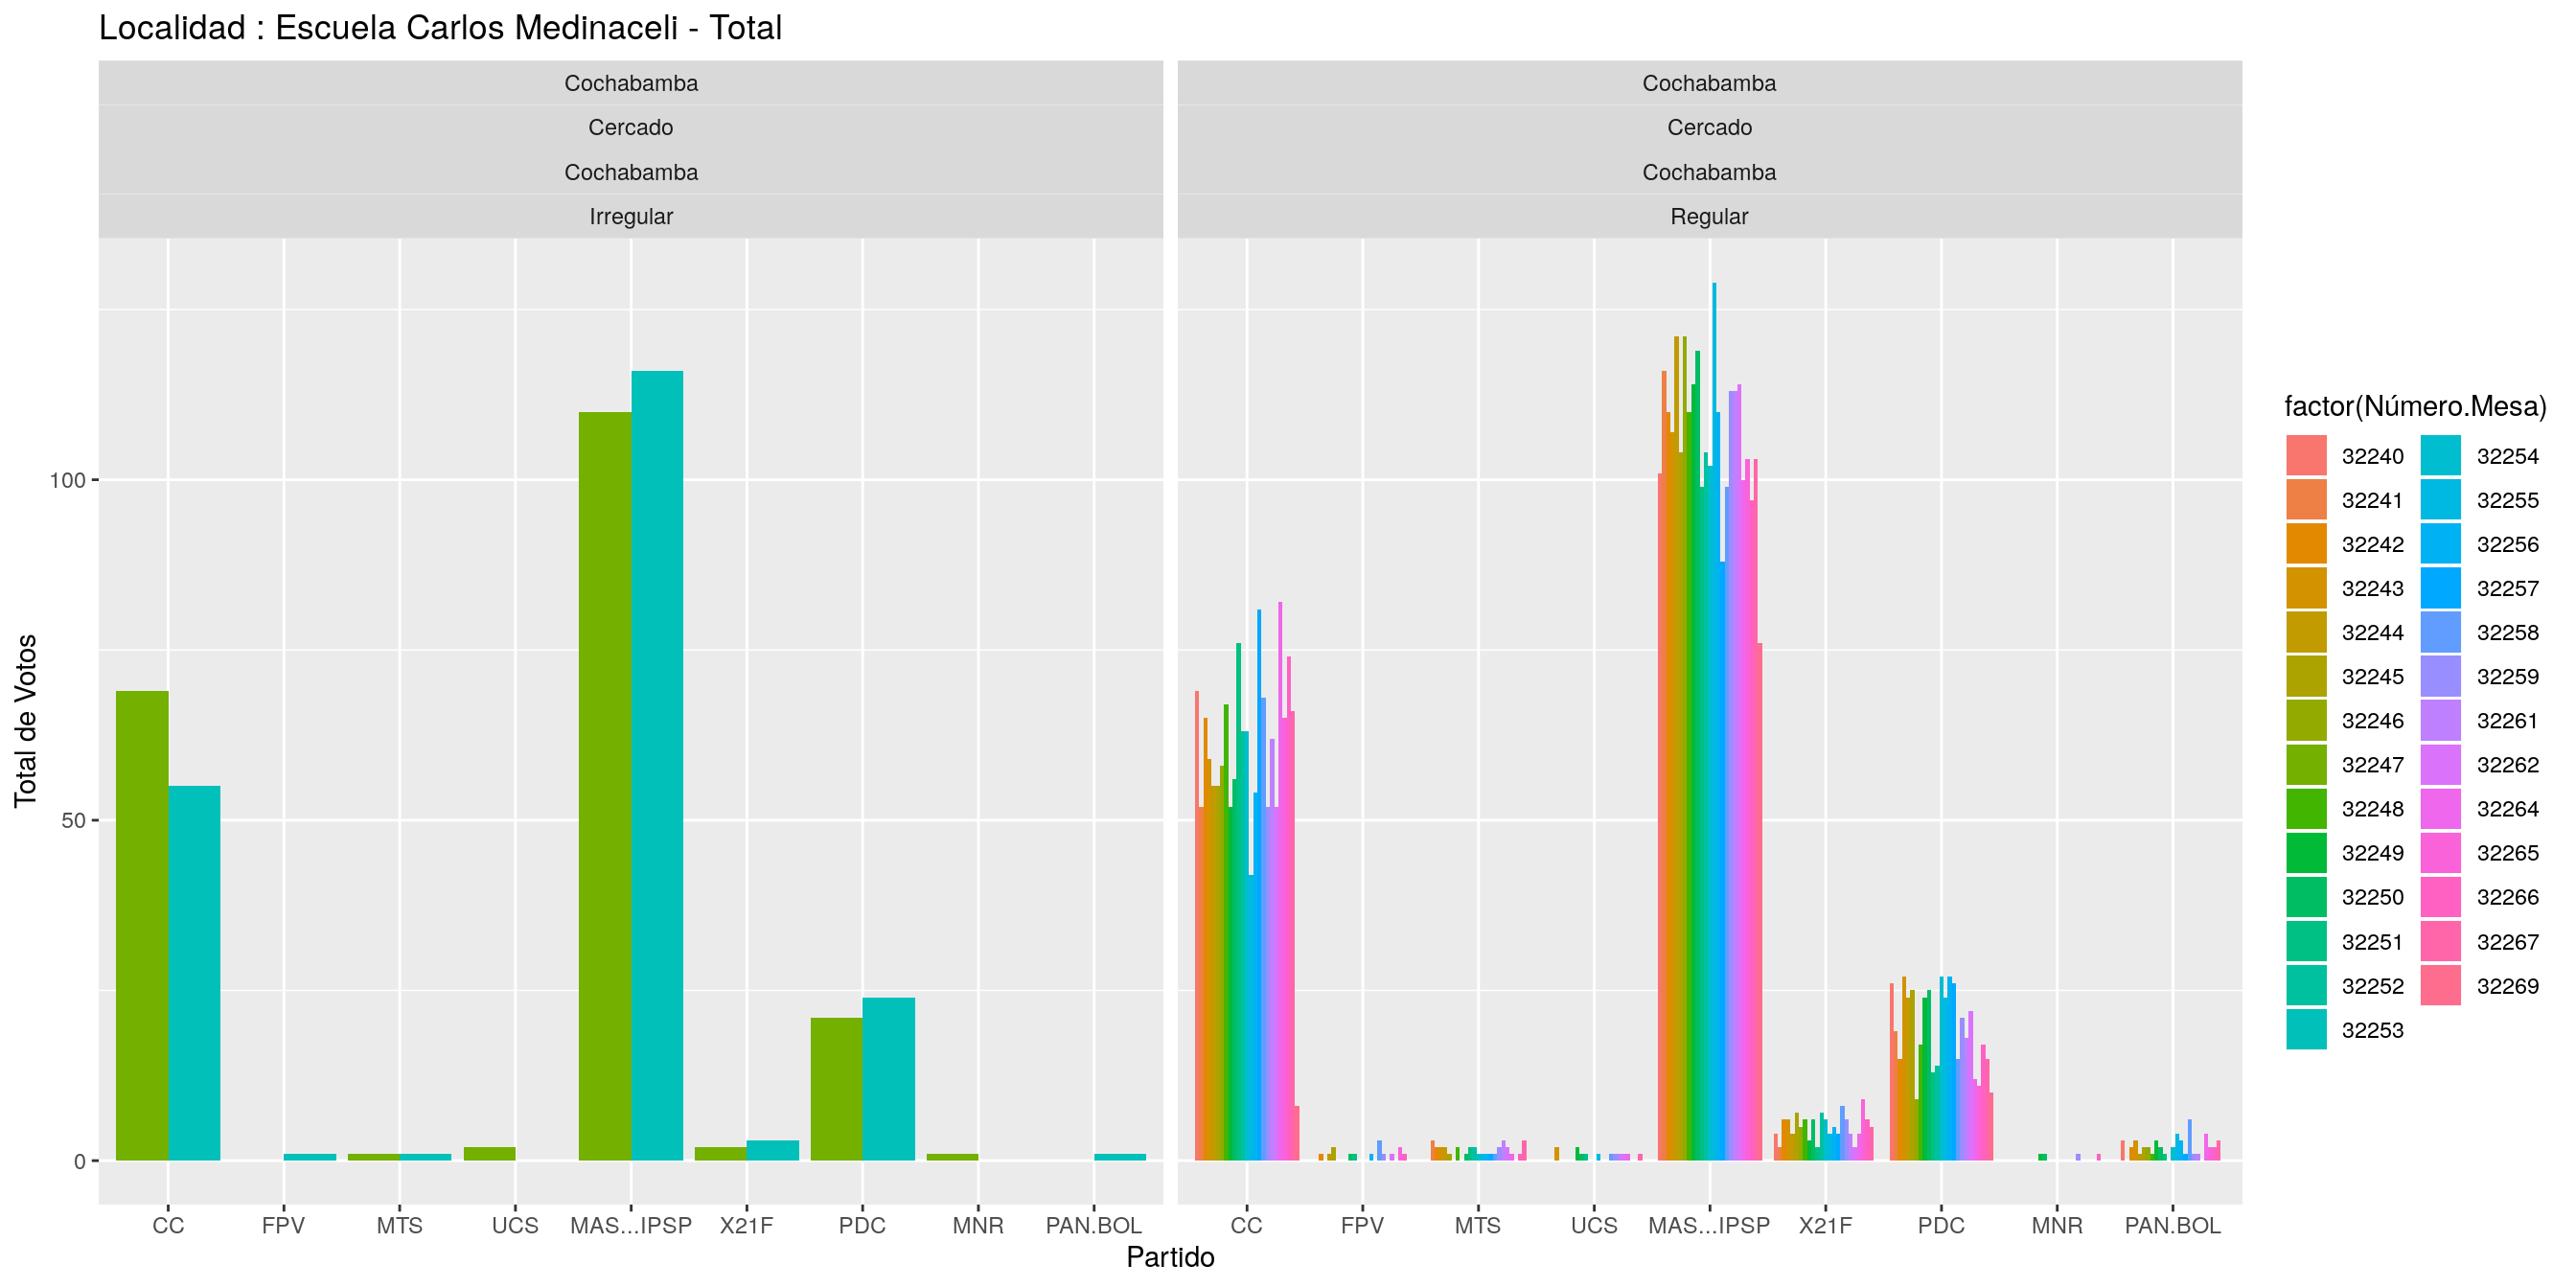 Localidad : Escuela Carlos Medinaceli - Total
Cochabamba
Cercado
Cochabamba
Irregular
Cochabamba
Cercado
Cochabamba
Regular
Total de Votos
100
50
0
CC FPV MTS UCS MAS...IPSP X21F PDC MNR PAN.BOL
CC FPV MTS UCS MAS...IPSP X21F PDC MNR PAN.BOL
Partido
factor(Número.Mesa)
32240 32254
32241 32255
32242 32256
32243 32257
32244 32258
32245 32259
32246 32261
32247 32262
32248 32264
32249 32265
32250 32266
32251 32267
32252 32269
32253